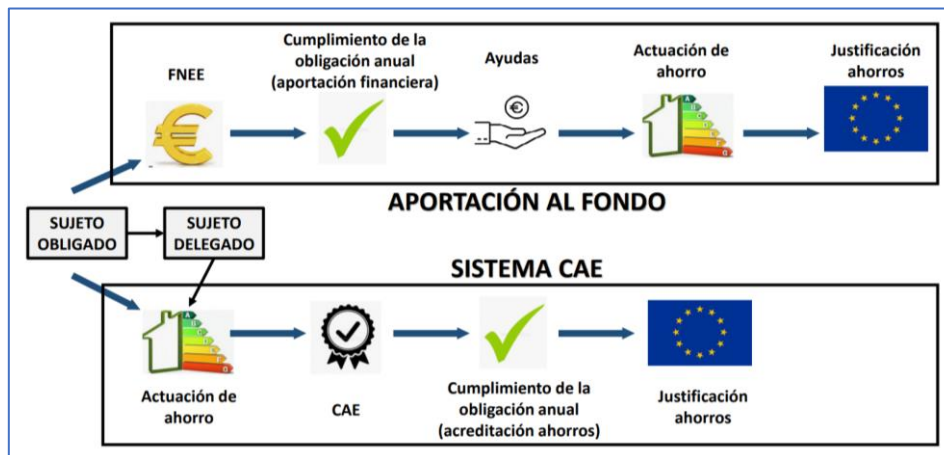 FNEE
Cumplimiento de la
obligación anual
(aportación financiera)
Ayudas
Actuación de
ahorro
Justificación
ahorros
A
APORTACIÓN AL FONDO
SUJETO
OBLIGADO
SUJETO
DELEGADO
SISTEMA CAE
A
Actuación de
ahorro
CAE
Cumplimiento de la
obligación anual
(acreditación ahorros)
Justificación
ahorros